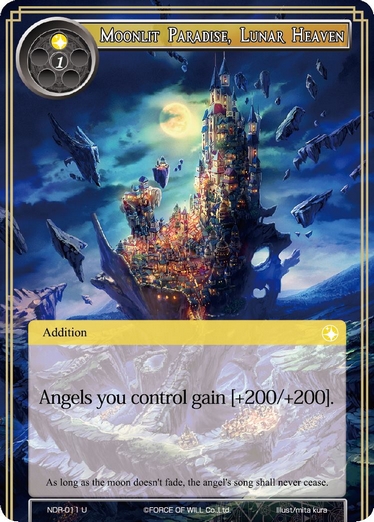 1
Moonlit Paradise, Lunar Heaven
Addition
Angels you control gain [+200/+200].
As long as the moon doesn't fade, the angel's song shall never cease.
NDR-011 U ©FORCE OF WILL Co.,Ltd. Illust/mita kura